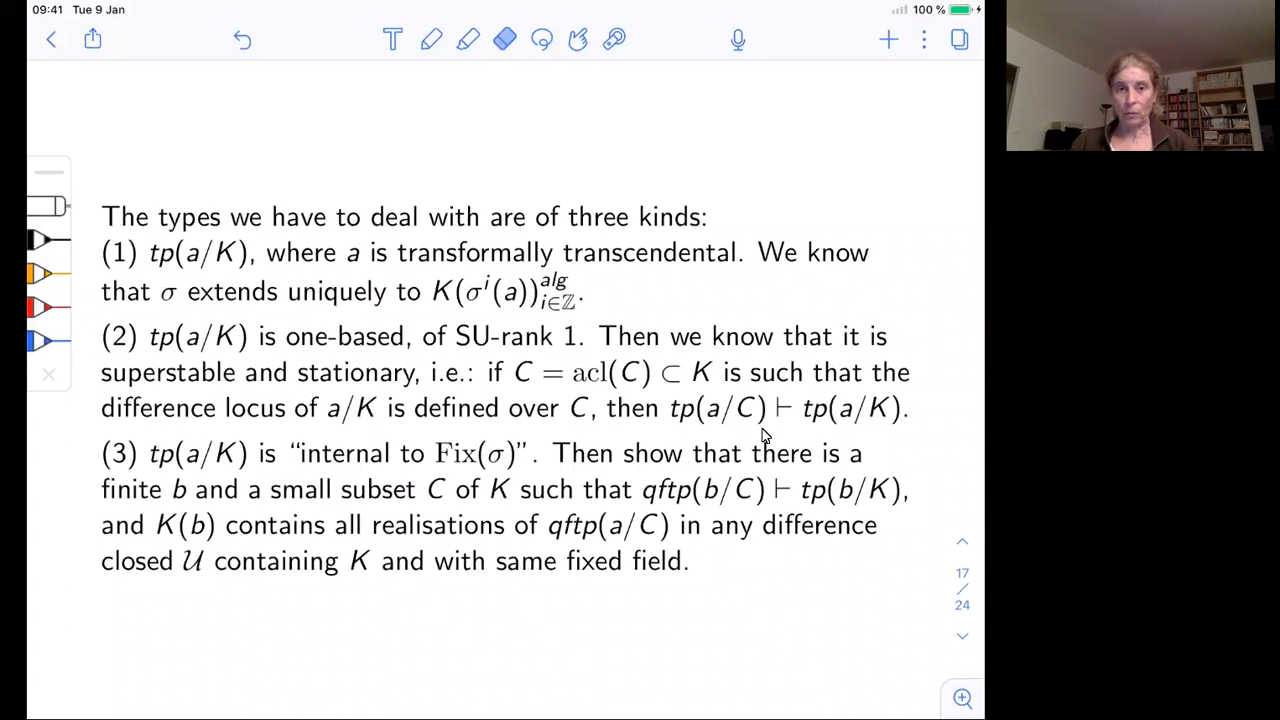 09:41 Tue 9 Jan
100 %
The types we have to deal with are of three kinds:
(1) tp(a/K), where a is transformally transcendental. We know
that σ extends uniquely to K(σ^i(a))^{alg}_{i∈ℤ}.
(2) tp(a/K) is one-based, of SU-rank 1. Then we know that it is
superstable and stationary, i.e.: if C = acl(C) ⊂ K is such that the
difference locus of a/K is defined over C, then tp(a/C) ⊢ tp(a/K).
(3) tp(a/K) is “internal to Fix(σ)”. Then show that there is a
finite b and a small subset C of K such that qftp(b/C) ⊢ tp(b/K),
and K(b) contains all realisations of qftp(a/C) in any difference
closed 𝒰 containing K and with same fixed field.
17
/
24